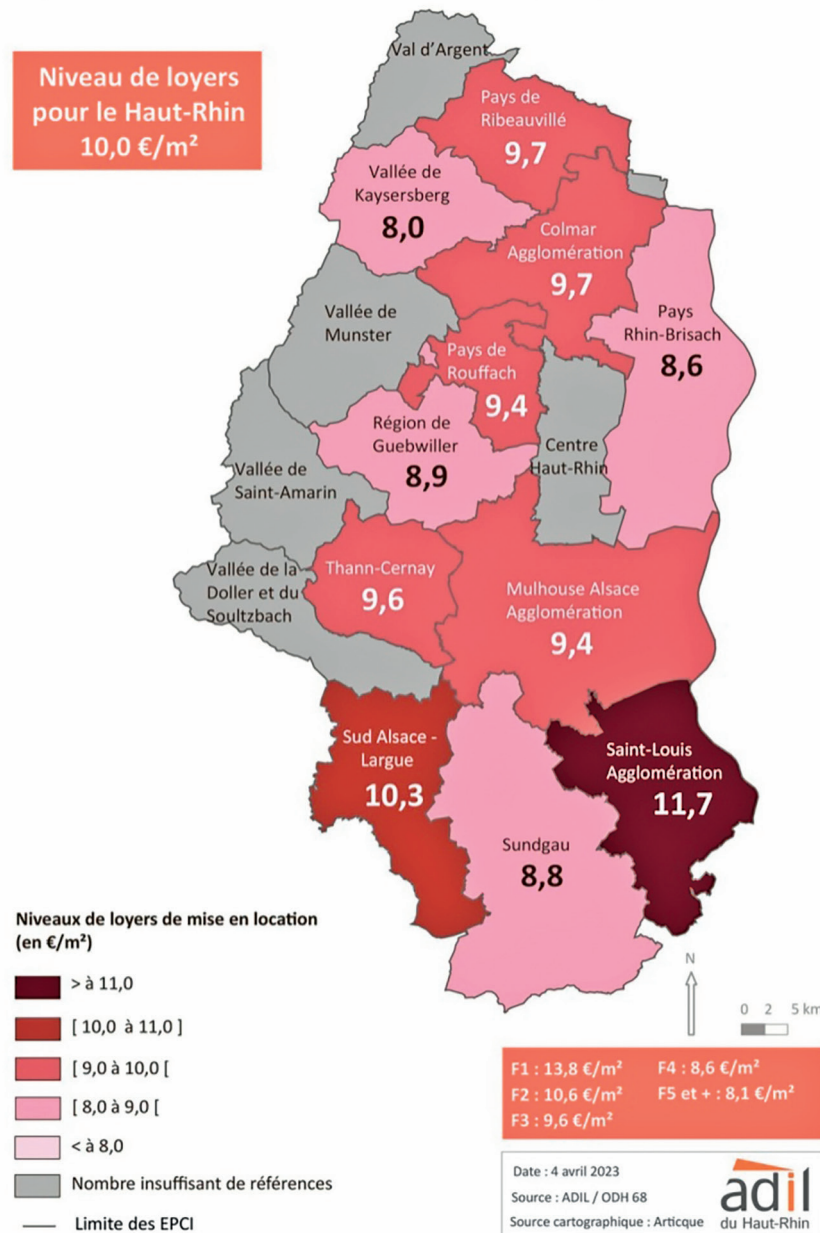 Niveau de loyers
pour le Haut-Rhin
10,0 €/m²
Val d'Argent
Pays de
Ribeauvillé
9,7
Vallée de
Kaysersberg
8,0
Colmar
Agglomération
9,7
Vallée de
Munster
Pays
Rhin-Brisach
8,6
Pays de
Rouffach
9,4
Région de
Guebwiller
8,9
Centre
Haut-Rhin
Vallée de
Saint-Amarin
Thann-Cernay
9,6
Vallée de la
Doller et du
Soultzbach
Mulhouse Alsace
Agglomération
9,4
Sud Alsace -
Largue
10,3
Saint-Louis
Agglomération
11,7
Sundgau
8,8
Niveaux de loyers de mise en location
(en €/m²)
> à 11,0
[ 10,0 à 11,0 ]
[ 9,0 à 10,0 [
[ 8,0 à 9,0 [
< à 8,0
Nombre insuffisant de références
Limite des EPCI
N
0 2 5 km
F1 : 13,8 €/m² F4 : 8,6 €/m²
F2 : 10,6 €/m² F5 et + : 8,1 €/m²
F3 : 9,6 €/m²
Date : 4 avril 2023
Source : ADIL / ODH 68
Source cartographique : Articque
adil
du Haut-Rhin